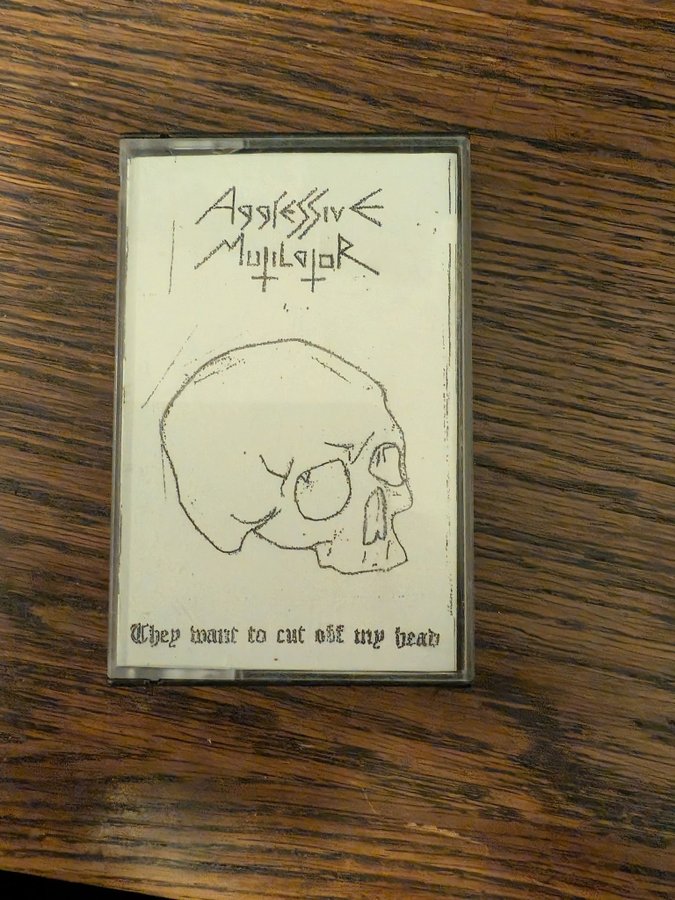 Aggressive
Mutilator
They want to cut off my head